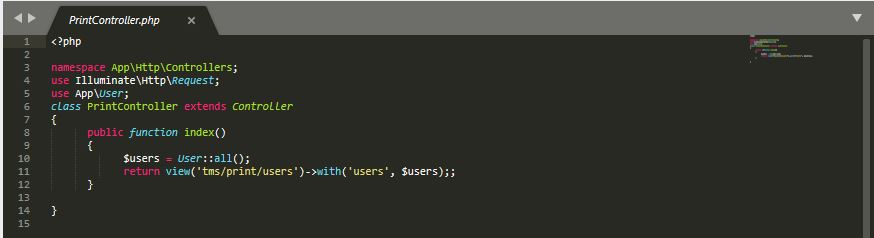 PrintController.php ×
1 <?php
2
3 namespace App\Http\Controllers;
4 use Illuminate\Http\Request;
5 use App\User;
6 class PrintController extends Controller
7 {
8 public function index()
9 {
10 $users = User::all();
11 return view('tms/print/users')->with('users', $users);;
12 }
13
14 }
15